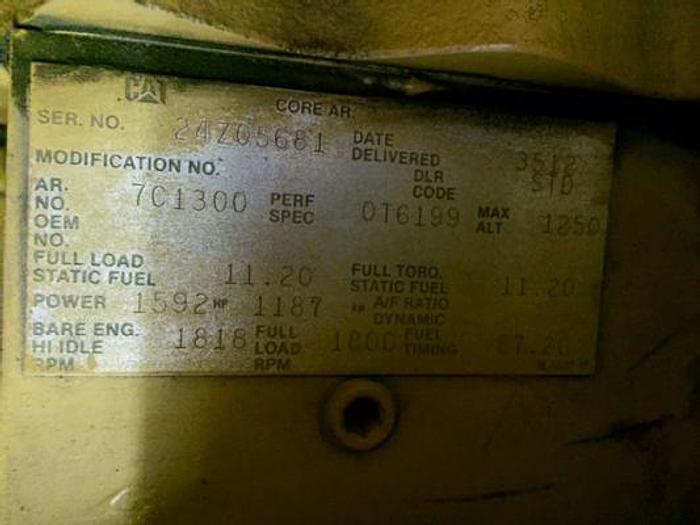 CAT
CORE AR
SER. NO. 24Z05681 DATE DELIVERED 3512
MODIFICATION NO. DLR CODE STD
AR. NO. 7C1300 PERF SPEC 0T6199 MAX ALT 1250
OEM NO.
FULL LOAD STATIC FUEL 11.20 FULL TORQ. STATIC FUEL 11.20
POWER 1592 HP 1187 A/F RATIO DYNAMIC
BARE ENG. HI IDLE RPM 1818 FULL LOAD RPM 1800 FUEL TIMING 87.20